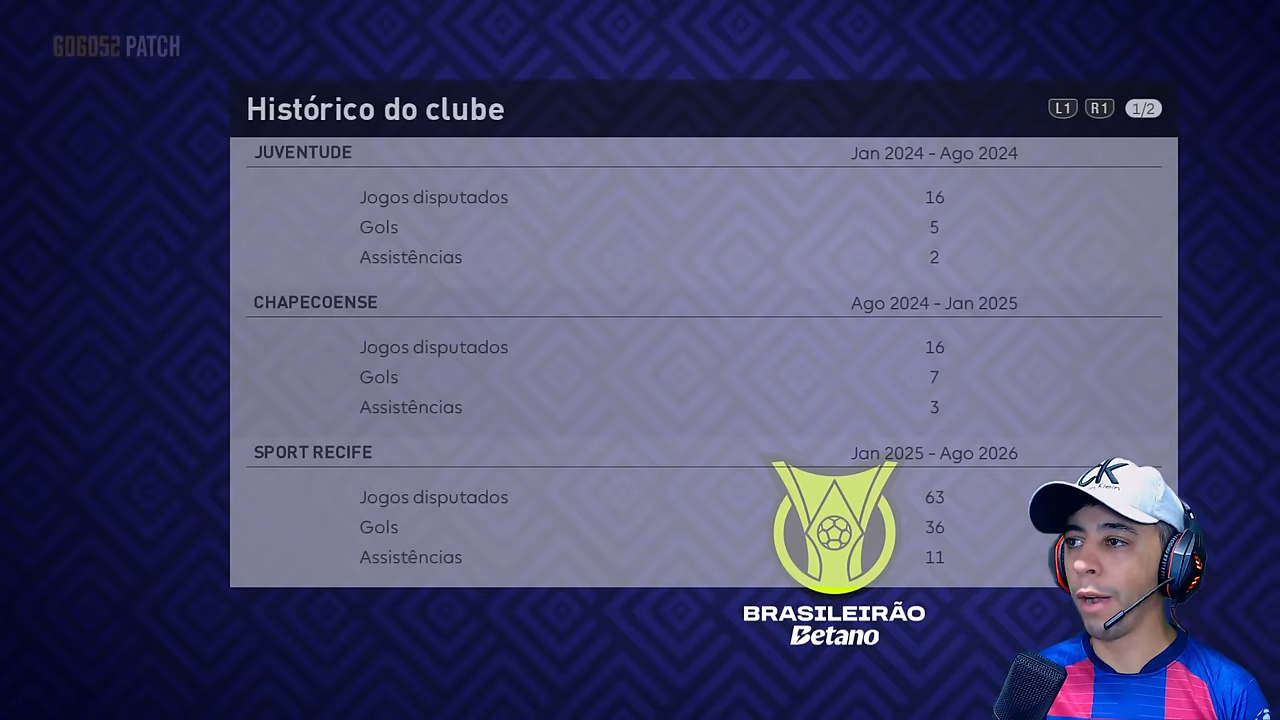 GOGOS2 PATCH
Histórico do clube
L1 R1 1/2
JUVENTUDE Jan 2024 - Ago 2024
Jogos disputados 16
Gols 5
Assistências 2
CHAPECOENSE Ago 2024 - Jan 2025
Jogos disputados 16
Gols 7
Assistências 3
SPORT RECIFE Jan 2025 - Ago 2026
Jogos disputados 63
Gols 36
Assistências 11
BRASILEIRÃO
Betano
CK